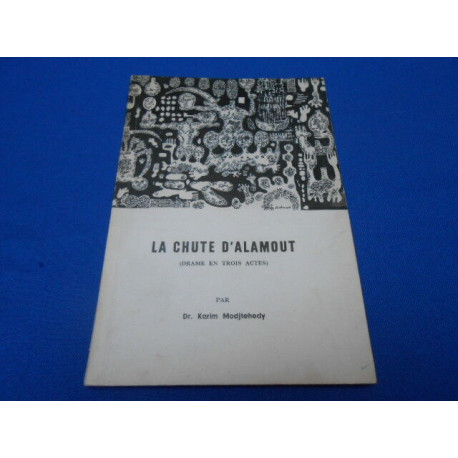 LA CHUTE D'ALAMOUT
(DRAME EN TROIS ACTES)
PAR
Dr. Karim Modjtehedy